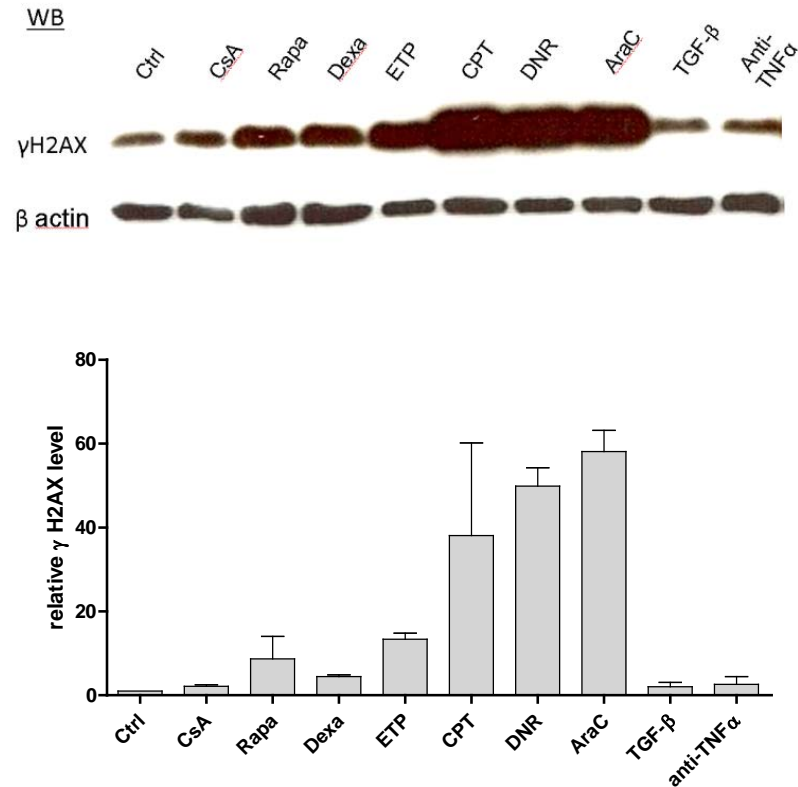 WB
Ctrl CsA Rapa Dexa ETP CPT DNR AraC TGF-β Anti-
TNFα
γH2AX
β actin
80
60
40
20
0
relative γ H2AX level
Ctrl CsA Rapa Dexa ETP CPT DNR AraC TGF-β anti-TNFα